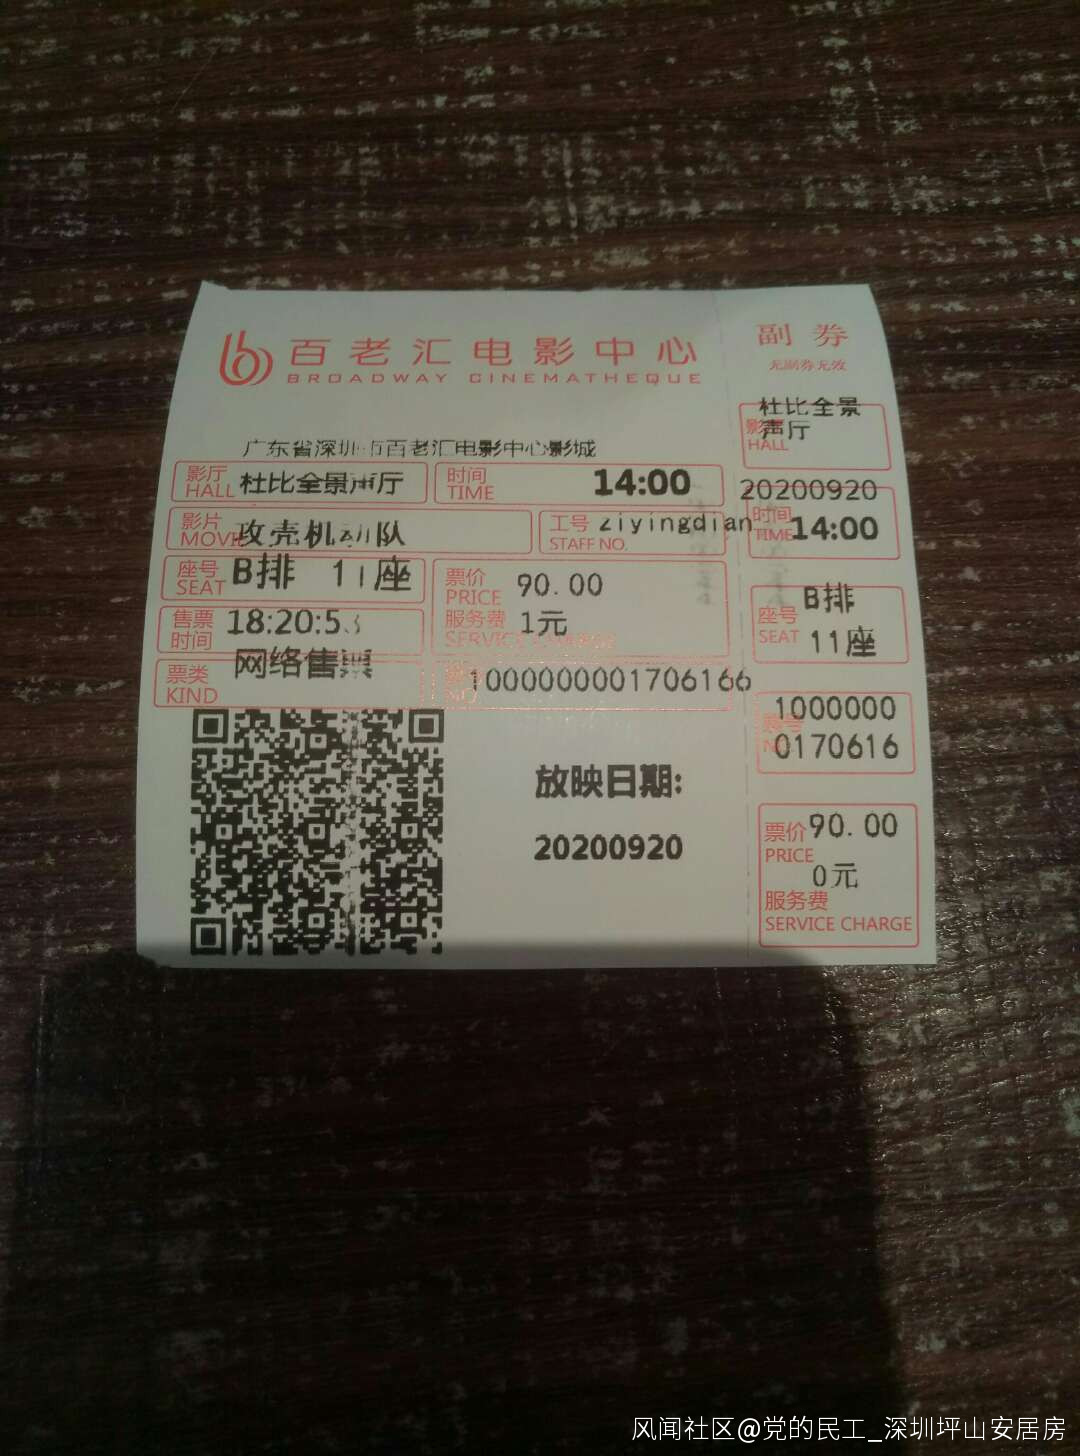 百老汇电影中心
BROADWAY CINEMATHEQUE
广东省深圳市百老汇电影中心影城
影厅 HALL 杜比全景声厅
时间 TIME 14:00
影片 MOVIE 攻壳机动队
工号 STAFF NO. ziyingdian
座号 SEAT B排 11座
票价 PRICE 90.00
服务费 SERVICE CHARGE 1元
售票时间 18:20:53
票类 KIND 网络售票
票号 NO 1000000001706166
放映日期:
20200920
副券
无副券无效
影厅 HALL 杜比全景声厅
20200920
时间 TIME 14:00
座号 SEAT B排
11座
票号 NO 1000000
0170616
票价 PRICE 90.00
0元
服务费
SERVICE CHARGE
风闻社区@党的民工_深圳坪山安居房